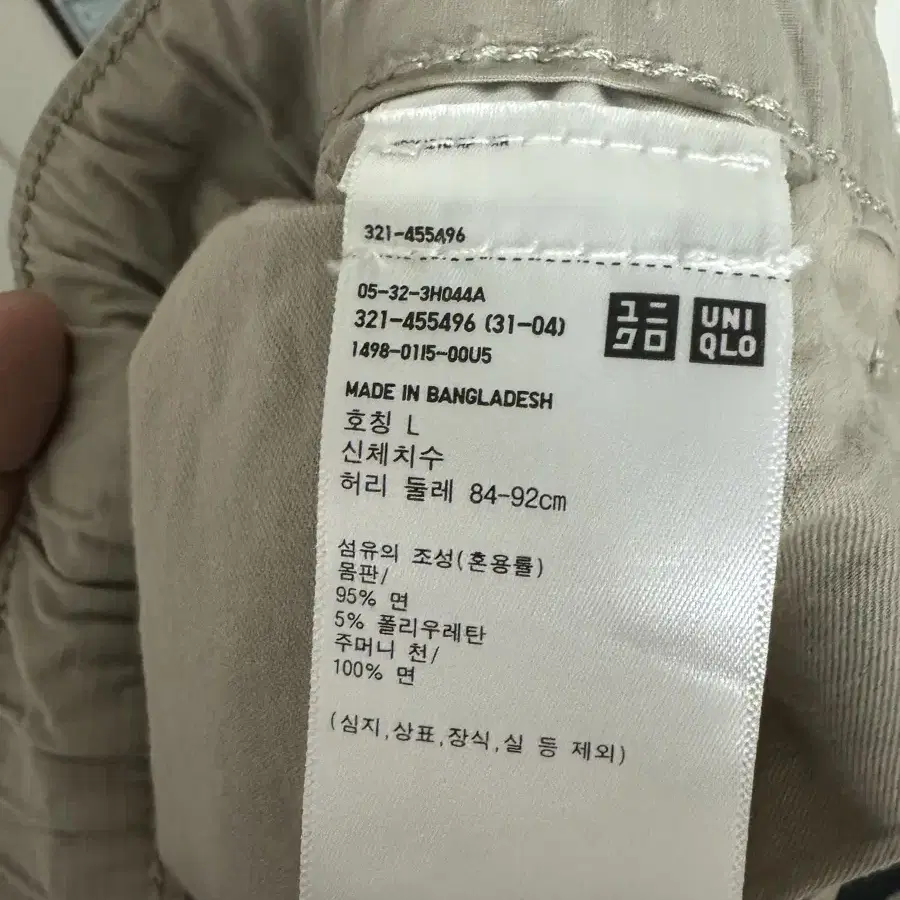 321-455496
05-32-3H044A
321-455496 (31-04)
1498-0115-00U5
ユニ
クロ
UNI
QLO
MADE IN BANGLADESH
호칭 L
신체치수
허리 둘레 84-92cm
섬유의 조성(혼용률)
몸판/
95% 면
5% 폴리우레탄
주머니 천/
100% 면
(심지,상표,장식,실 등 제외)